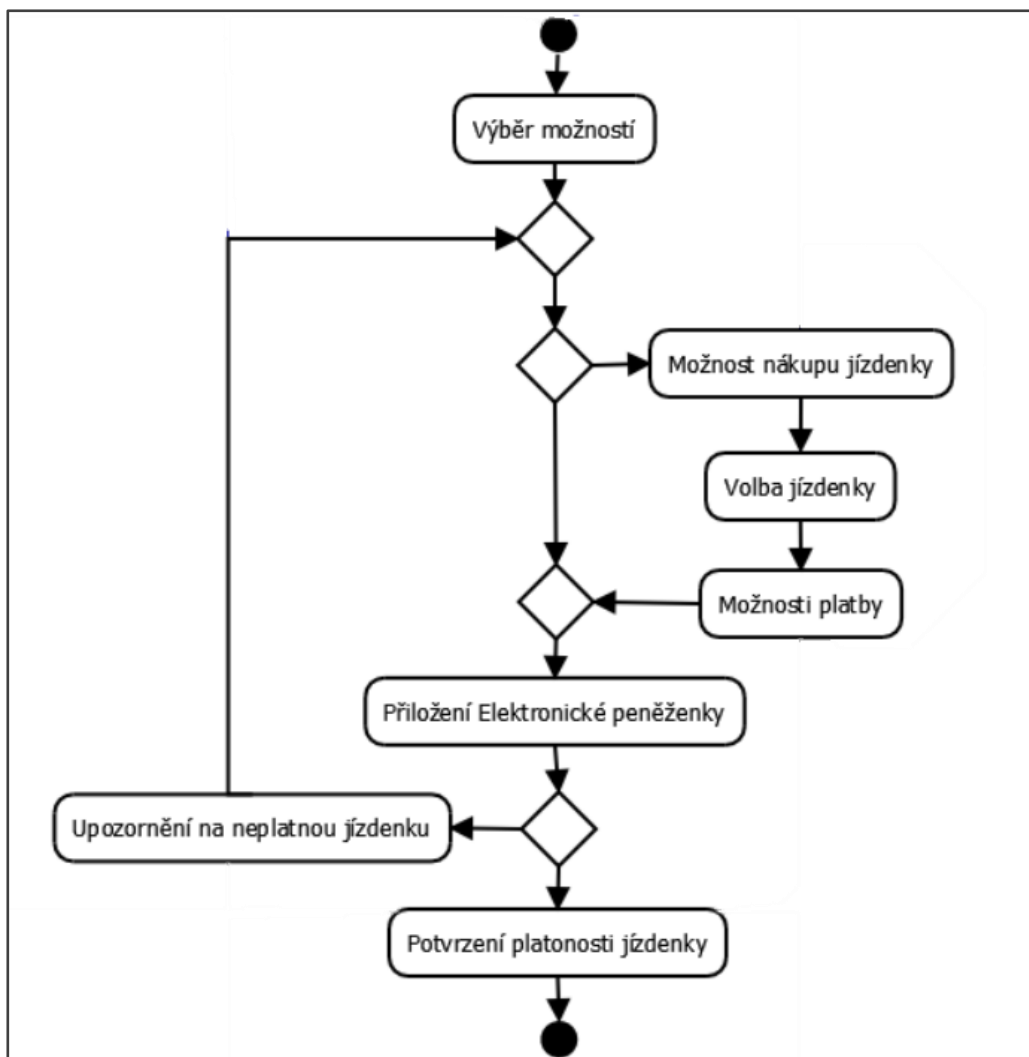 Výběr možností
Možnost nákupu jízdenky
Volba jízdenky
Možnosti platby
Přiložení Elektronické peněženky
Upozornění na neplatnou jízdenku
Potvrzení platonosti jízdenky